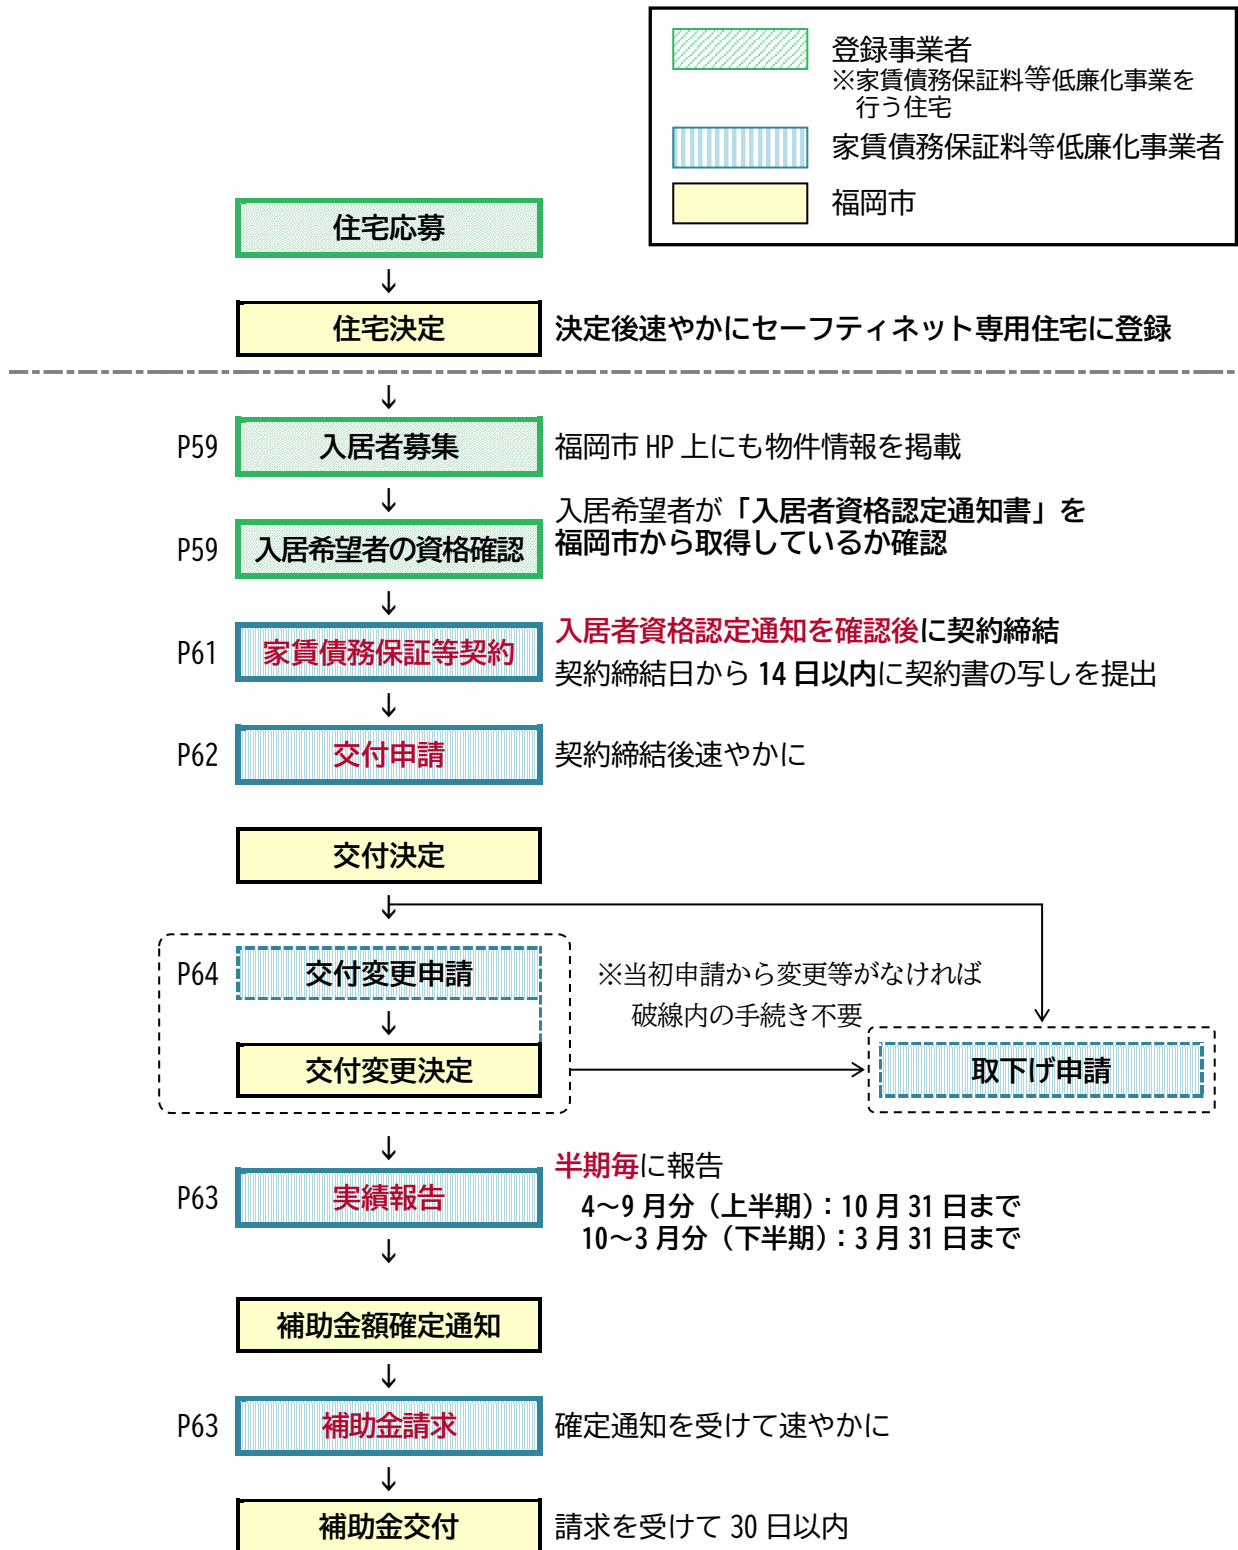 登録事業者
※家賃債務保証料等低廉化事業を
行う住宅
家賃債務保証料等低廉化事業者
福岡市
住宅応募
↓
住宅決定 決定後速やかにセーフティネット専用住宅に登録
↓
P59 入居者募集 福岡市 HP 上にも物件情報を掲載
↓
入居希望者が「入居者資格認定通知書」を
P59 入居希望者の資格確認 福岡市から取得しているか確認
↓
入居者資格認定通知を確認後に契約締結
P61 家賃債務保証等契約
契約締結日から 14 日以内に契約書の写しを提出
↓
P62 交付申請 契約締結後速やかに
交付決定
↓
P64 交付変更申請 ※当初申請から変更等がなければ
破線内の手続き不要
↓
交付変更決定 取下げ申請
↓
半期毎に報告
P63 実績報告 4～9 月分（上半期）：10 月 31 日まで
10～3 月分（下半期）：3 月 31 日まで
↓
補助金額確定通知
↓
P63 補助金請求 確定通知を受けて速やかに
↓
補助金交付 請求を受けて 30 日以内